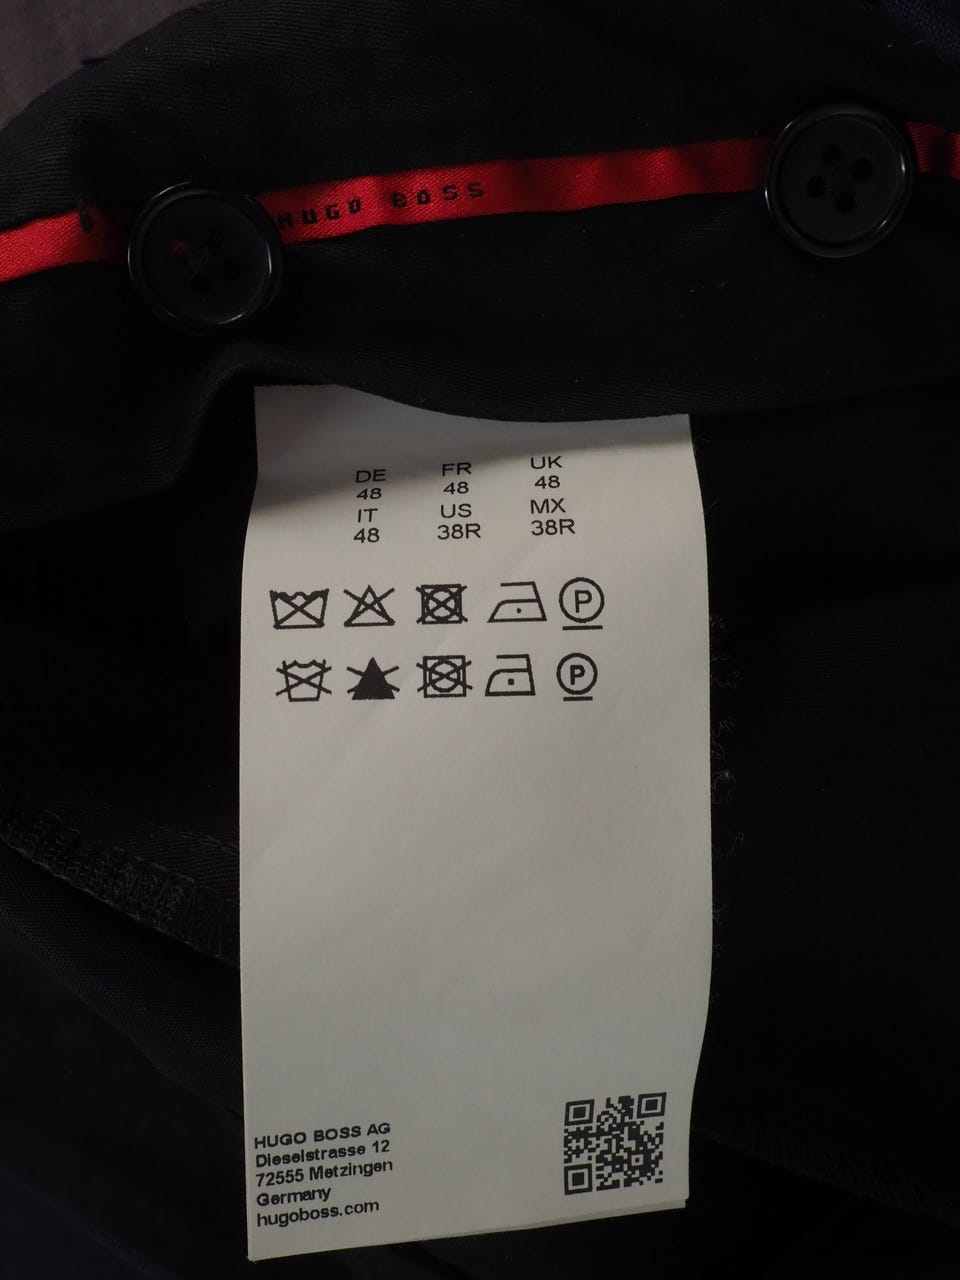 HUGO BOSS
DE FR UK
48 48 48
IT US MX
48 38R 38R
P
P
HUGO BOSS AG
Dieselstrasse 12
72555 Metzingen
Germany
hugoboss.com